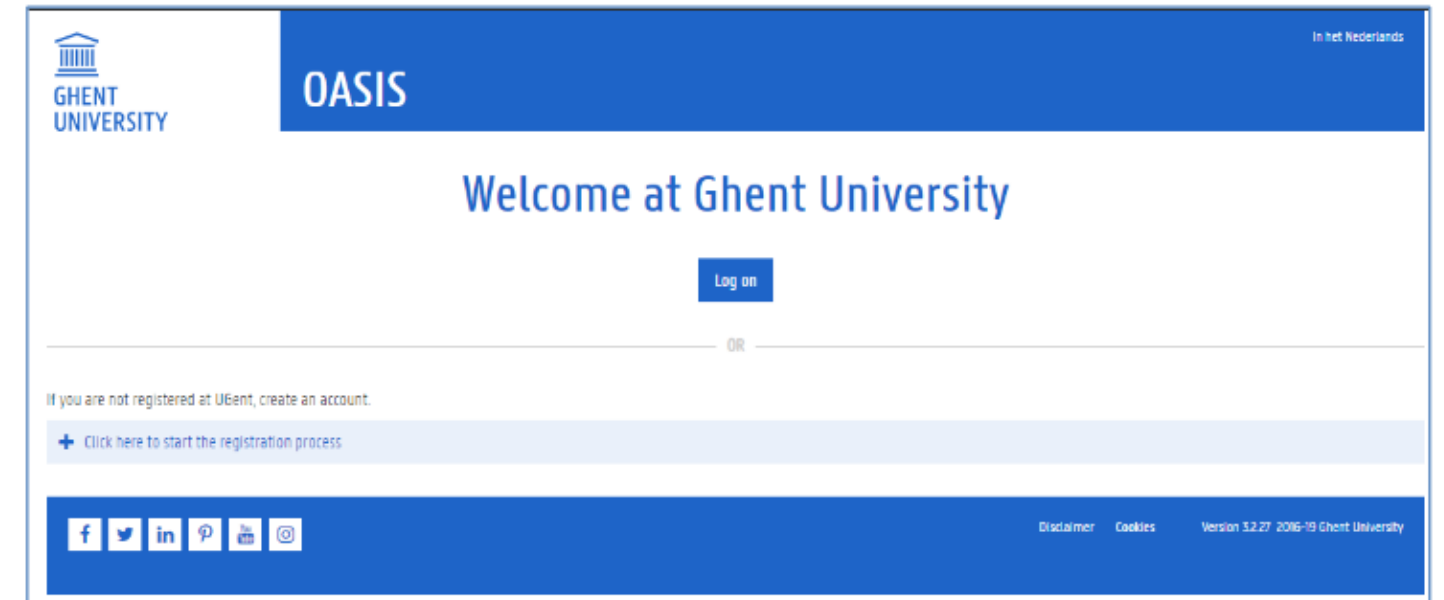 In het Nederlands
GHENT
UNIVERSITY
OASIS
Welcome at Ghent University
Log on
OR
If you are not registered at UGent, create an account.
Click here to start the registration process
Disclaimer Cookies Version 3.2.27 2016-19 Ghent University